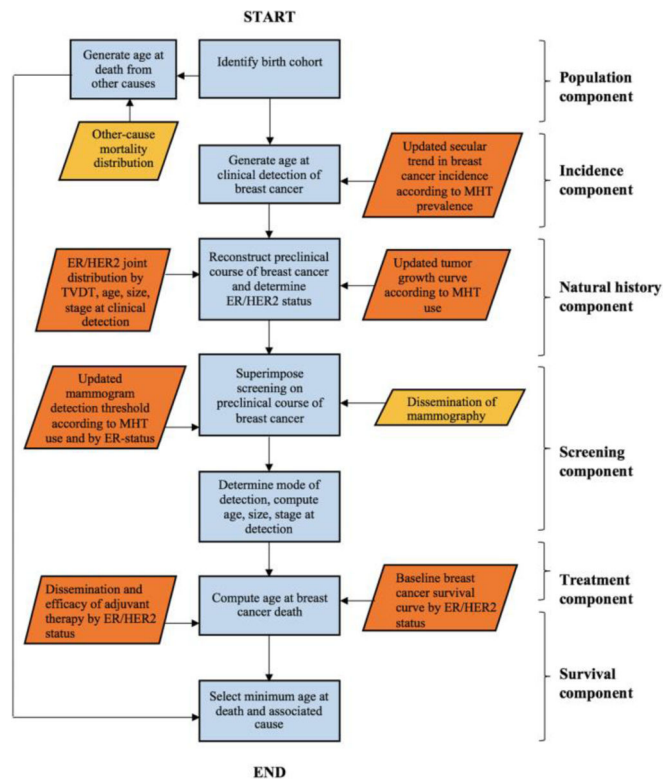 START
Generate age at
death from
other causes
Identify birth cohort
Population
component
Other-cause
mortality
distribution
Generate age at
clinical detection of
breast cancer
Updated secular
trend in breast
cancer incidence
according to MHT
prevalence
Incidence
component
ER/HER2 joint
distribution by
TVDT, age, size,
stage at clinical
detection
Reconstruct preclinical
course of breast cancer
and determine
ER/HER2 status
Updated tumor
growth curve
according to MHT
use
Natural history
component
Updated
mammogram
detection threshold
according to MHT
use and by ER-status
Superimpose
screening on
preclinical course of
breast cancer
Dissemination of
mammography
Screening
component
Determine mode of
detection, compute
age, size, stage at
detection
Dissemination and
efficacy of adjuvant
therapy by ER/HER2
status
Compute age at breast
cancer death
Baseline breast
cancer survival
curve by ER/HER2
status
Treatment
component
Survival
component
Select minimum age at
death and associated
cause
END